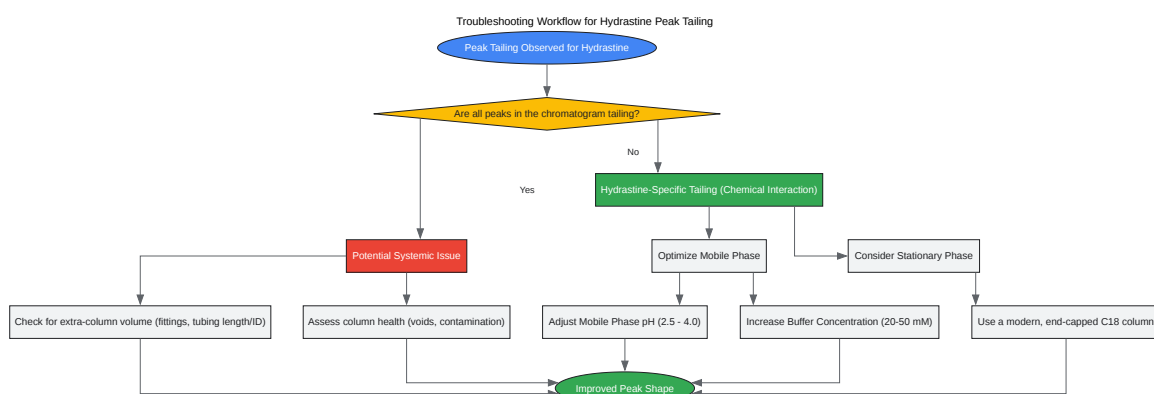 Troubleshooting Workflow for Hydrastine Peak Tailing
Peak Tailing Observed for Hydrastine
Are all peaks in the chromatogram tailing?
No
Yes
Hydrastine-Specific Tailing (Chemical Interaction)
Potential Systemic Issue
Optimize Mobile Phase
Consider Stationary Phase
Check for extra-column volume (fittings, tubing length/ID)
Assess column health (voids, contamination)
Adjust Mobile Phase pH (2.5 - 4.0)
Increase Buffer Concentration (20-50 mM)
Use a modern, end-capped C18 column
Improved Peak Shape